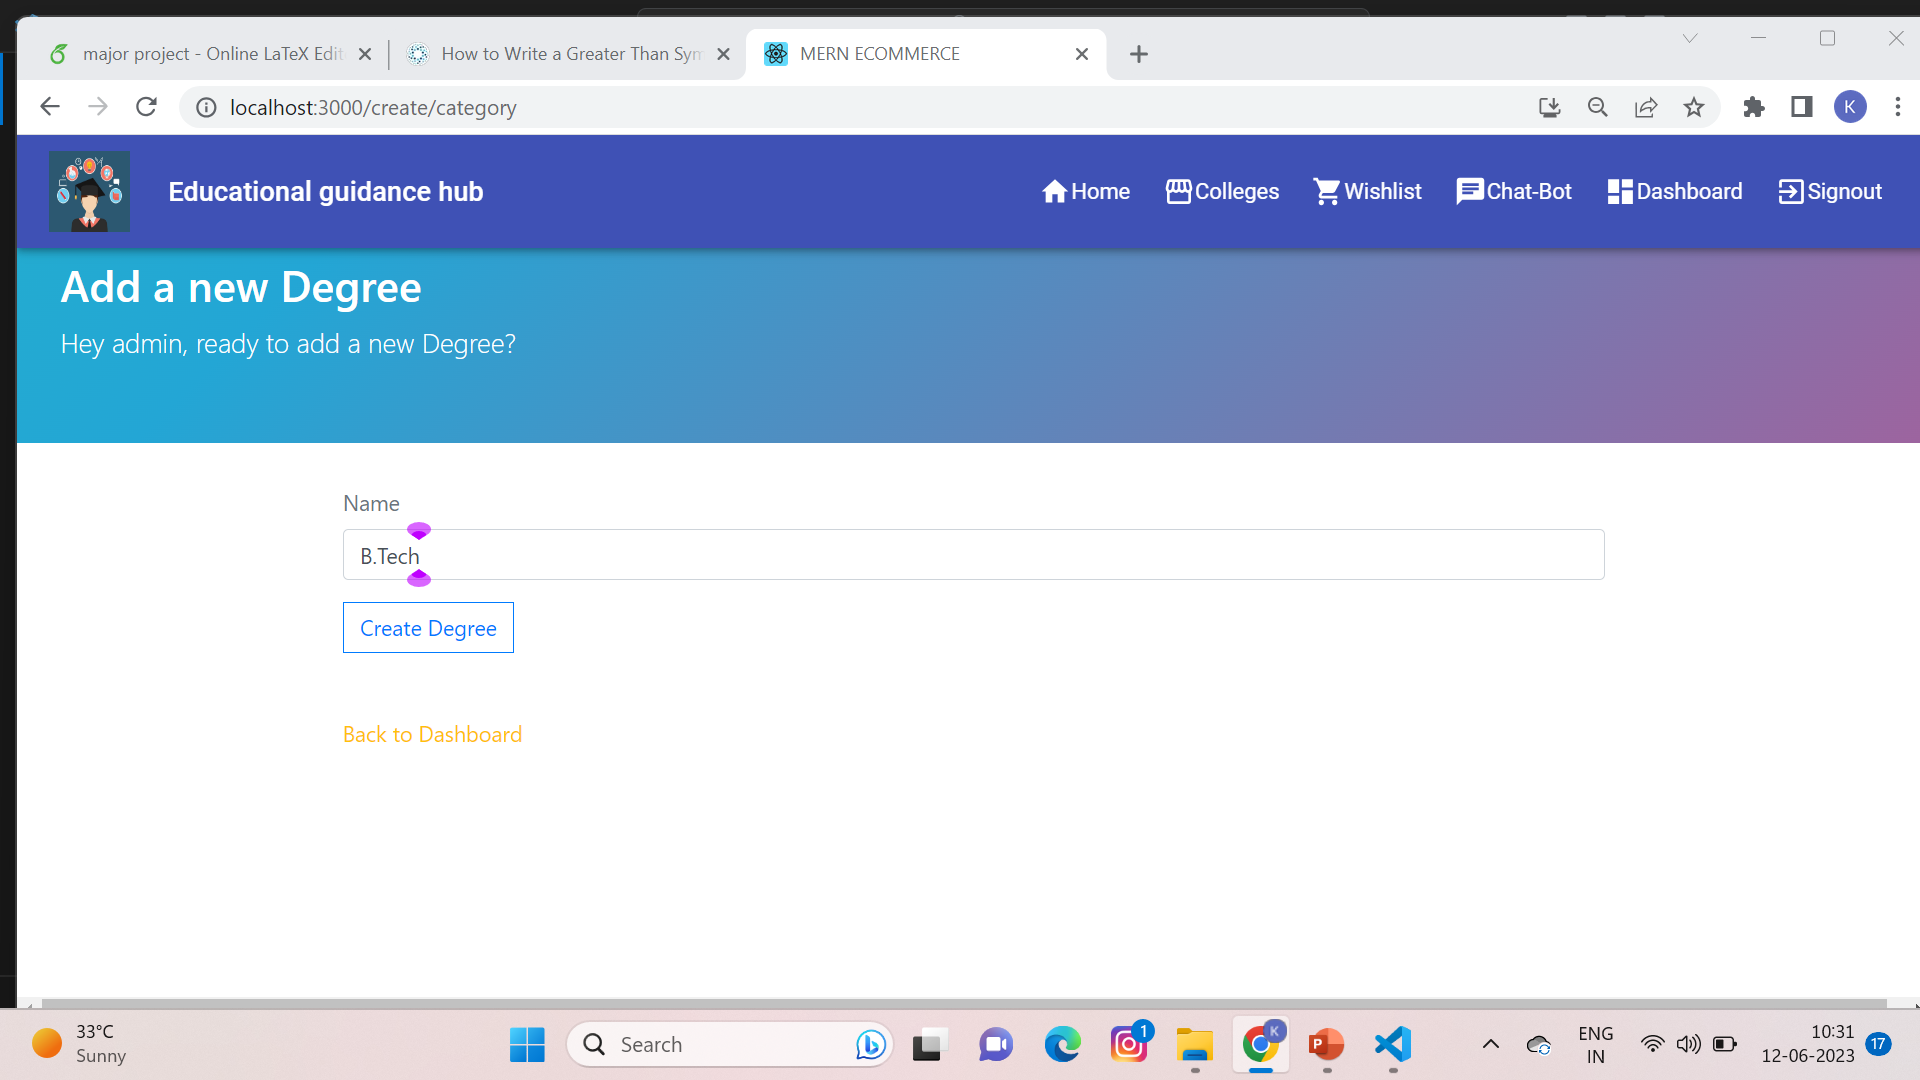 major project - Online LaTeX Edit
How to Write a Greater Than Sym
MERN ECOMMERCE
localhost:3000/create/category
K
Educational guidance hub
Home
Colleges
Wishlist
Chat-Bot
Dashboard
Signout
Add a new Degree
Hey admin, ready to add a new Degree?
Name
B.Tech
Create Degree
Back to Dashboard
33°C
Sunny
Search
1
K
P
ENG
IN
10:31
12-06-2023
17